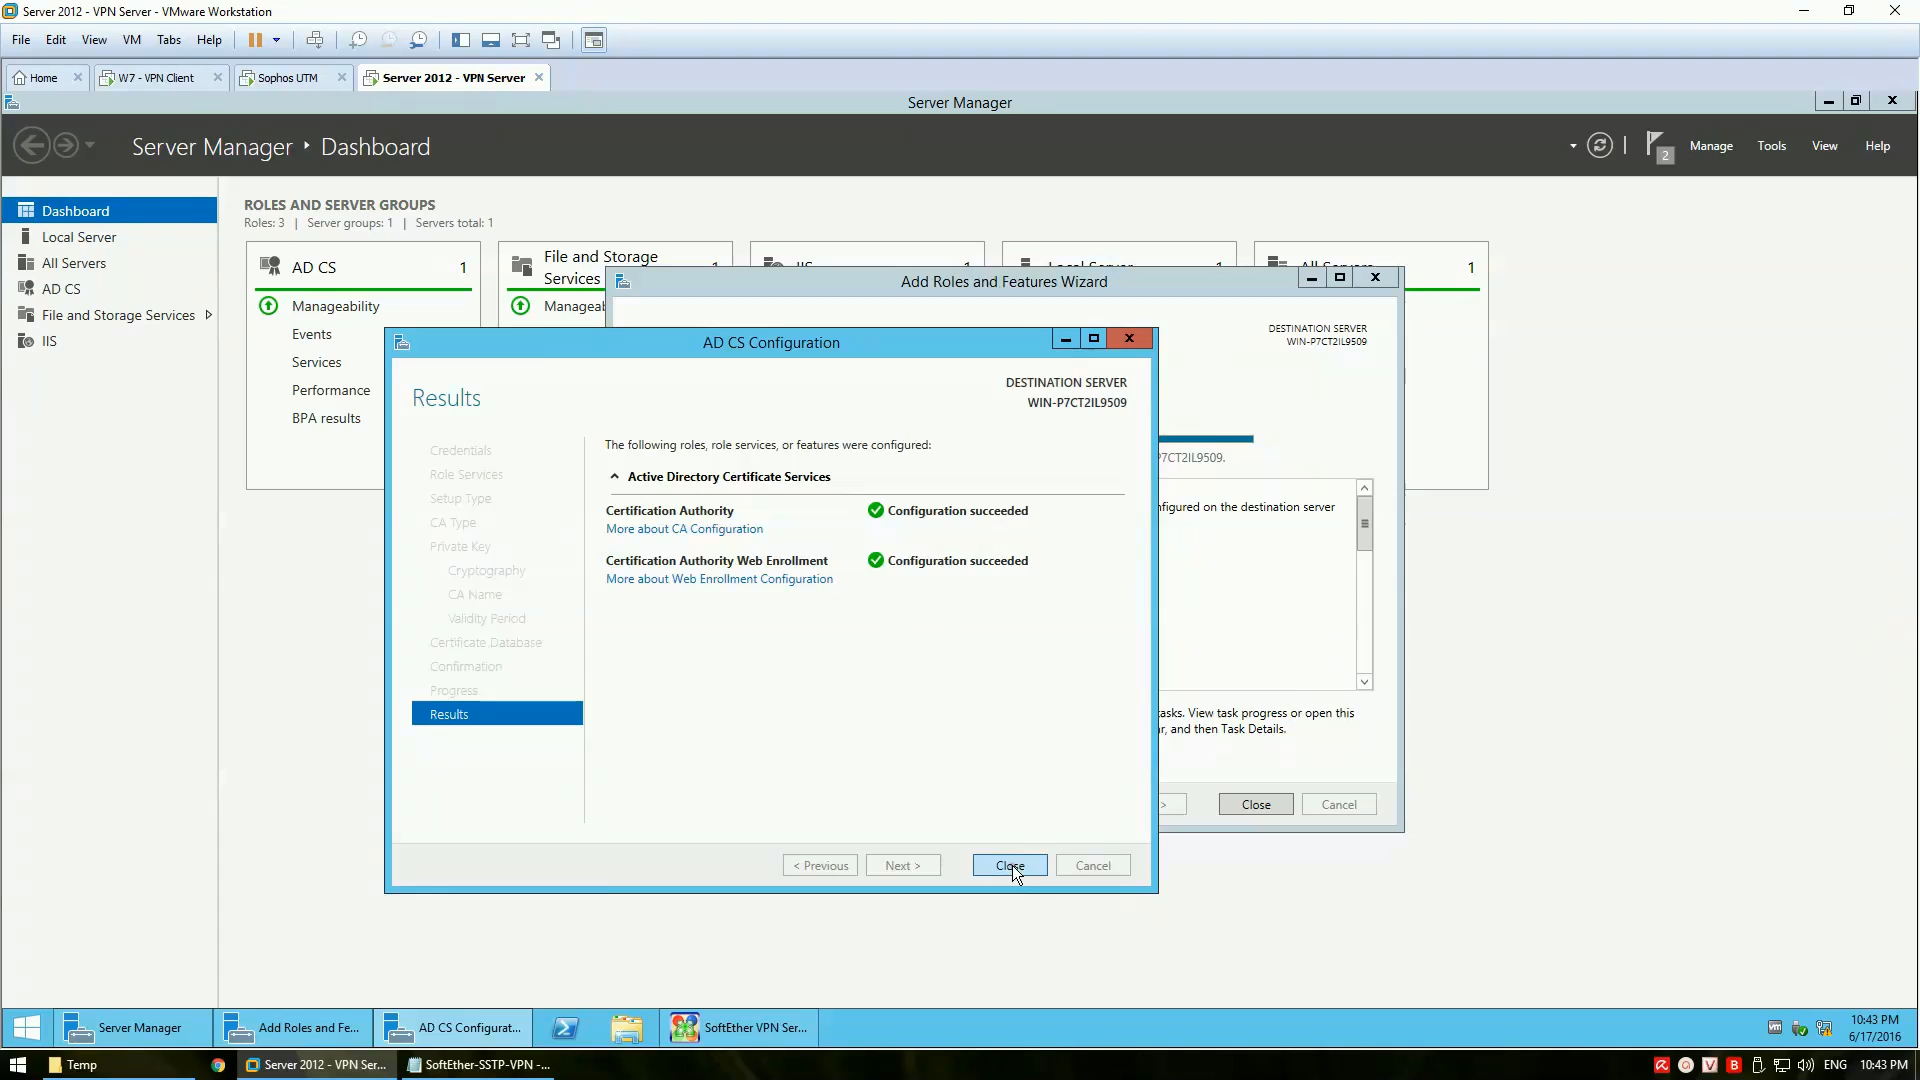 Server 2012 - VPN Server - VMware Workstation
File Edit View VM Tabs Help
Home W7 - VPN Client Sophos UTM Server 2012 - VPN Server
Server Manager
Server Manager Dashboard 2 Manage Tools View Help
Dashboard
Local Server
All Servers
AD CS
File and Storage Services
IIS
ROLES AND SERVER GROUPS
Roles: 3 | Server groups: 1 | Servers total: 1
AD CS 1
Manageability
Events
Services
Performance
BPA results
File and Storage
Services
1
Add Roles and Features Wizard
DESTINATION SERVER
WIN-P7CT2IL9509
P7CT2IL9509.
nfigured on the destination server
tasks. View task progress or open this
r, and then Task Details.
> Close Cancel
AD CS Configuration
Results
DESTINATION SERVER
WIN-P7CT2IL9509
Credentials
Role Services
Setup Type
CA Type
Private Key
Cryptography
CA Name
Validity Period
Certificate Database
Confirmation
Progress
Results
The following roles, role services, or features were configured:
Active Directory Certificate Services
Certification Authority Configuration succeeded
More about CA Configuration
Certification Authority Web Enrollment Configuration succeeded
More about Web Enrollment Configuration
< Previous Next > Close Cancel
Server Manager Add Roles and Fe... AD CS Configurat... SoftEther VPN Ser...
10:43 PM
6/17/2016
Temp Server 2012 - VPN Ser... SoftEther-SSTP-VPN -... ENG 10:43 PM